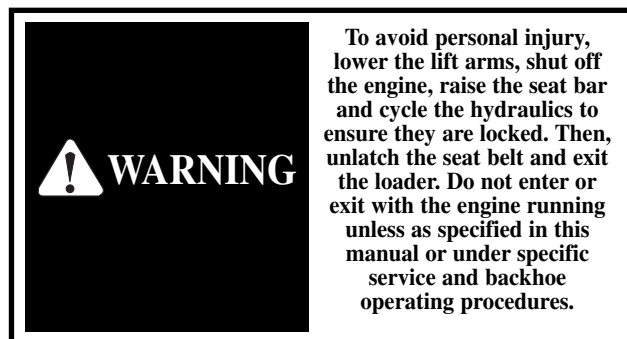 WARNING
To avoid personal injury,
lower the lift arms, shut off
the engine, raise the seat bar
and cycle the hydraulics to
ensure they are locked. Then,
unlatch the seat belt and exit
the loader. Do not enter or
exit with the engine running
unless as specified in this
manual or under specific
service and backhoe
operating procedures.